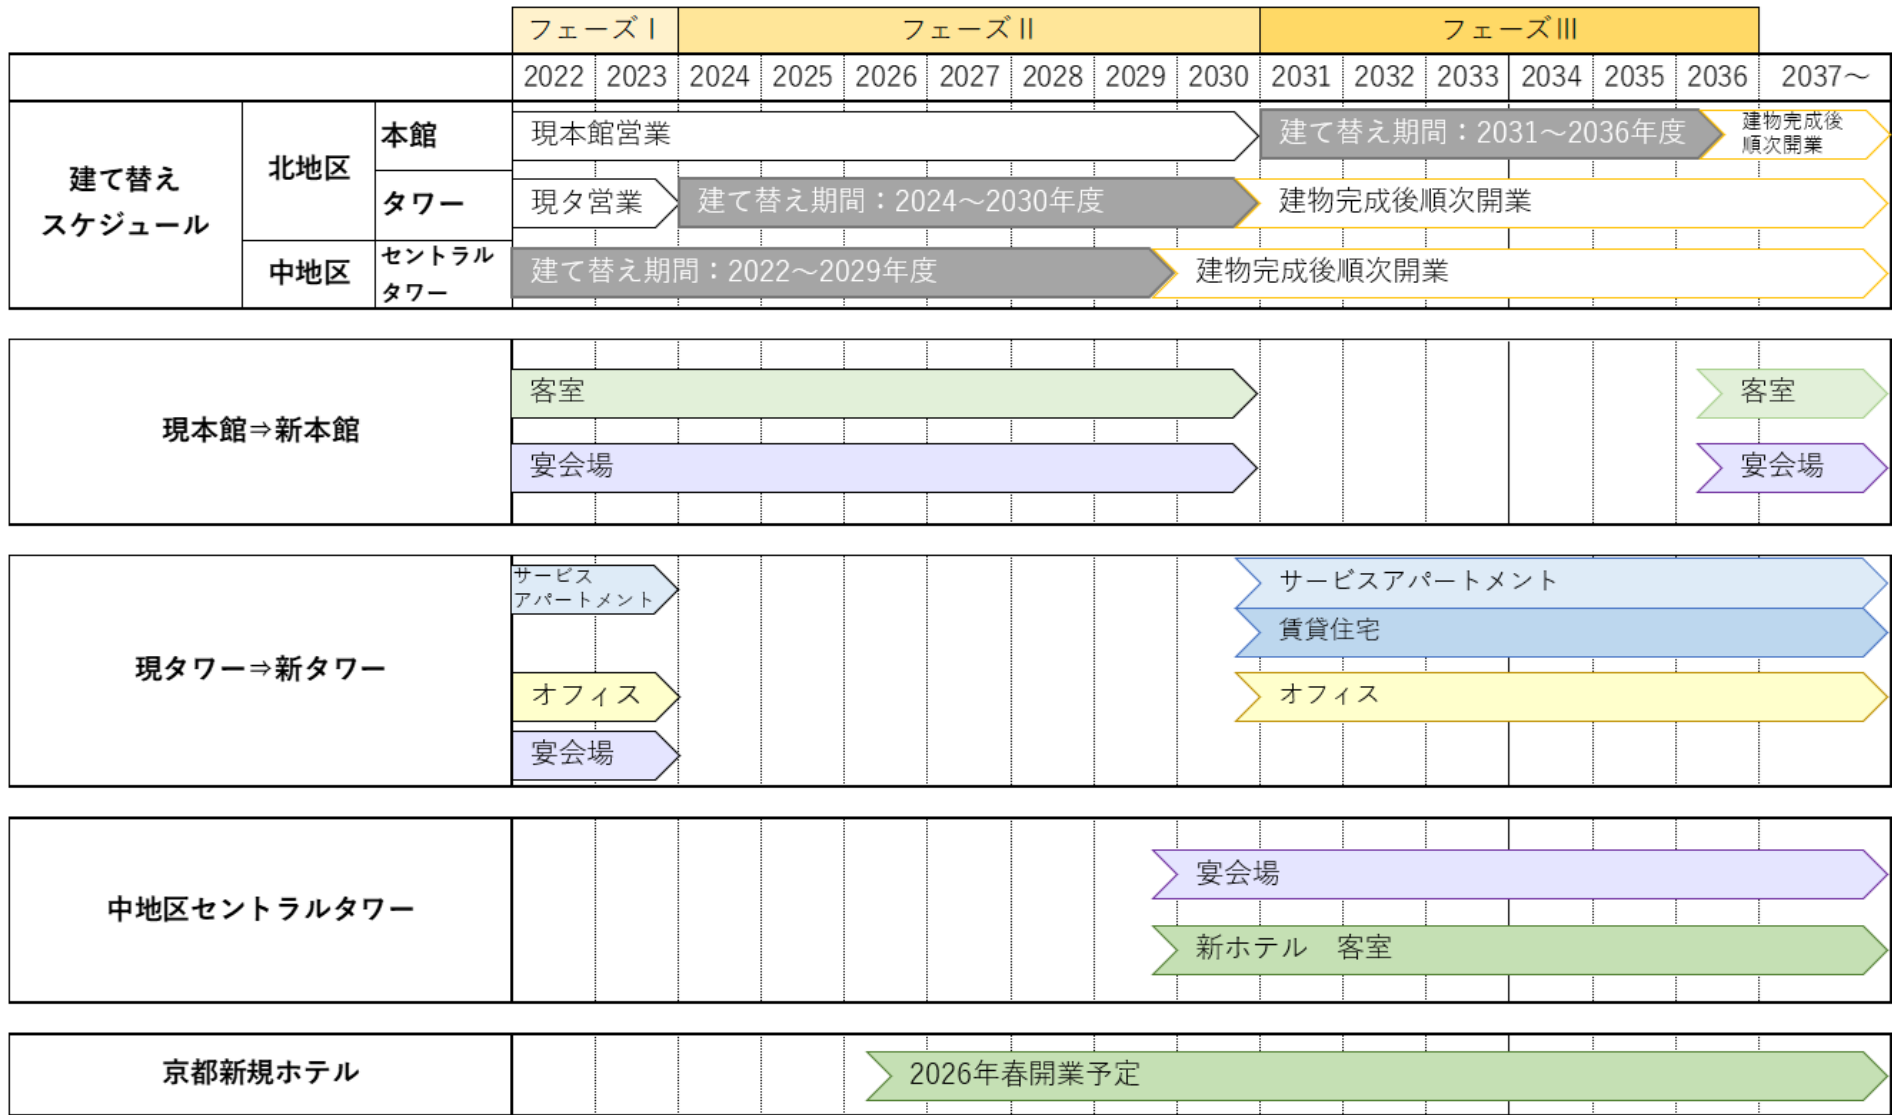 フェーズⅠ フェーズⅡ フェーズⅢ
2022 2023 2024 2025 2026 2027 2028 2029 2030 2031 2032 2033 2034 2035 2036 2037～
建て替え
スケジュール
北地区
本館
現本館営業
建て替え期間：2031～2036年度
建物完成後
順次開業
タワー
現タ営業
建て替え期間：2024～2030年度
建物完成後順次開業
中地区
セントラル
タワー
建て替え期間：2022～2029年度
建物完成後順次開業
現本館⇒新本館
客室
客室
宴会場
宴会場
現タワー⇒新タワー
サービス
アパートメント
サービスアパートメント
賃貸住宅
オフィス
オフィス
宴会場
中地区セントラルタワー
宴会場
新ホテル　客室
京都新規ホテル
2026年春開業予定